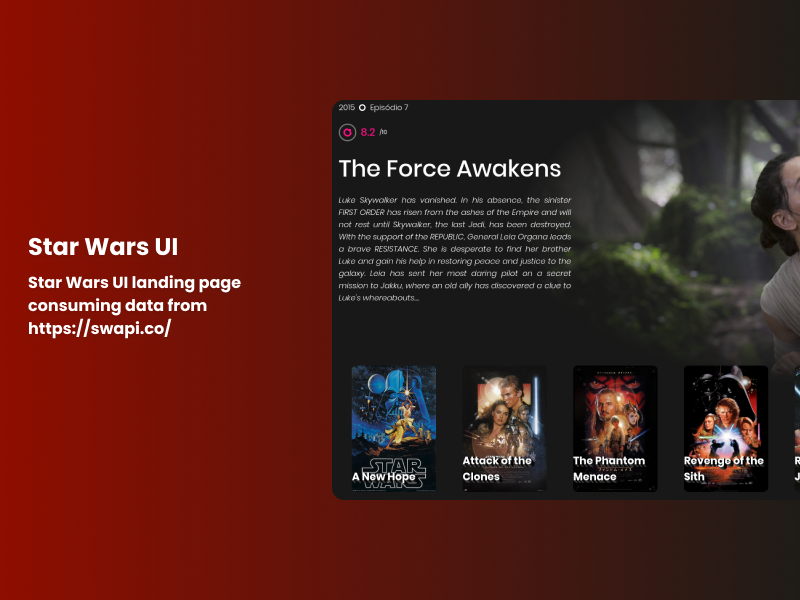 Star Wars UI
Star Wars UI landing page
consuming data from
https://swapi.co/
2015 Episódio 7
8.2 /10
The Force Awakens
Luke Skywalker has vanished. In his absence, the sinister
FIRST ORDER has risen from the ashes of the Empire and will
not rest until Skywalker, the last Jedi, has been destroyed.
With the support of the REPUBLIC, General Leia Organa leads
a brave RESISTANCE. She is desperate to find her brother
Luke and gain his help in restoring peace and justice to the
galaxy. Leia has sent her most daring pilot on a secret
mission to Jakku, where an old ally has discovered a clue to
Luke's whereabouts....
STAR
WARS
A New Hope
Attack of the
Clones
The Phantom
Menace
Revenge of the
Sith
R
J